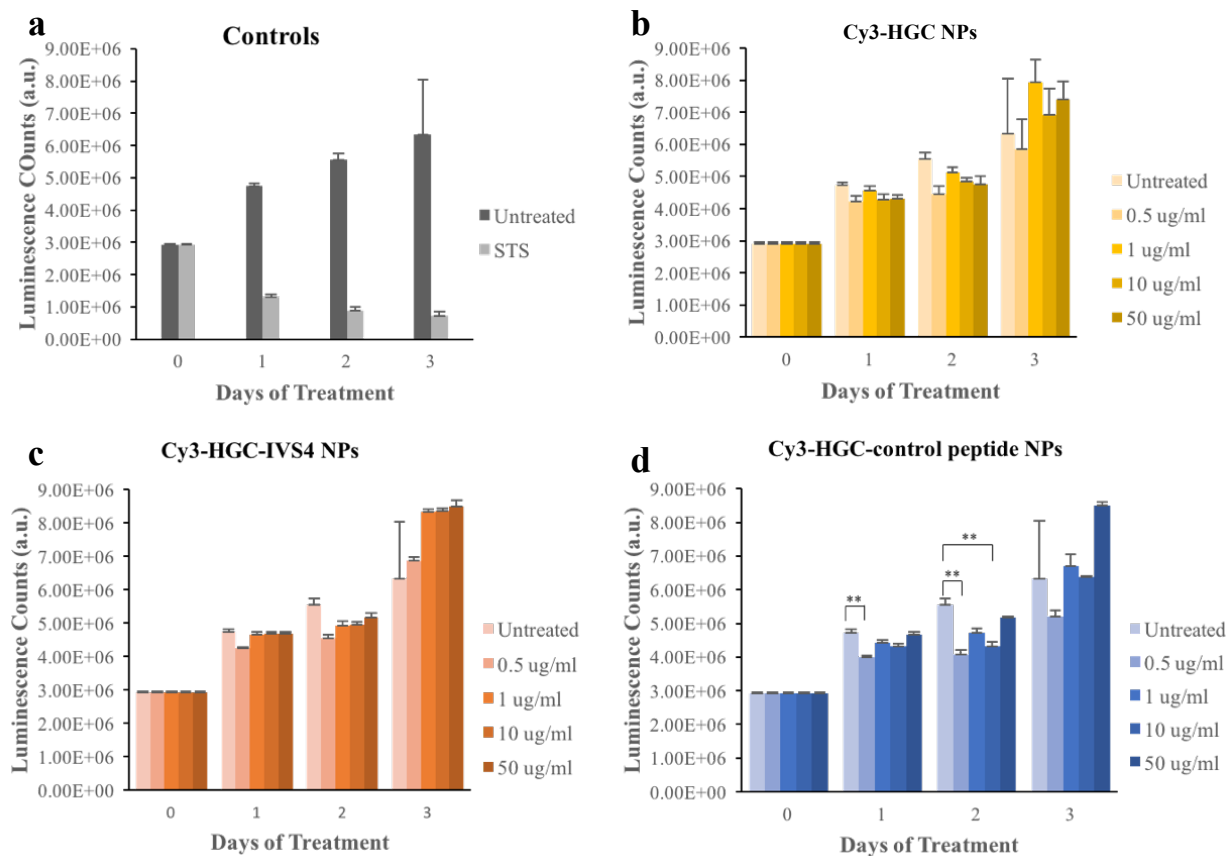 a
Controls
Luminescence COunts (a.u.)
9.00E+06
8.00E+06
7.00E+06
6.00E+06
5.00E+06
4.00E+06
3.00E+06
2.00E+06
1.00E+06
0.00E+00
0 1 2 3
Days of Treatment
Untreated
STS
b
Cy3-HGC NPs
Luminescence Counts (a.u.)
9.00E+06
8.00E+06
7.00E+06
6.00E+06
5.00E+06
4.00E+06
3.00E+06
2.00E+06
1.00E+06
0.00E+00
0 1 2 3
Days of Treatment
Untreated
0.5 ug/ml
1 ug/ml
10 ug/ml
50 ug/ml
c
Cy3-HGC-IVS4 NPs
Luminescence Counts (a.u.)
9.00E+06
8.00E+06
7.00E+06
6.00E+06
5.00E+06
4.00E+06
3.00E+06
2.00E+06
1.00E+06
0.00E+00
0 1 2 3
Days of Treatment
Untreated
0.5 ug/ml
1 ug/ml
10 ug/ml
50 ug/ml
d
Cy3-HGC-control peptide NPs
Luminescence Counts (a.u.)
9.00E+06
8.00E+06
7.00E+06
6.00E+06
5.00E+06
4.00E+06
3.00E+06
2.00E+06
1.00E+06
0.00E+00
**
**
**
0 1 2 3
Days of Treatment
Untreated
0.5 ug/ml
1 ug/ml
10 ug/ml
50 ug/ml